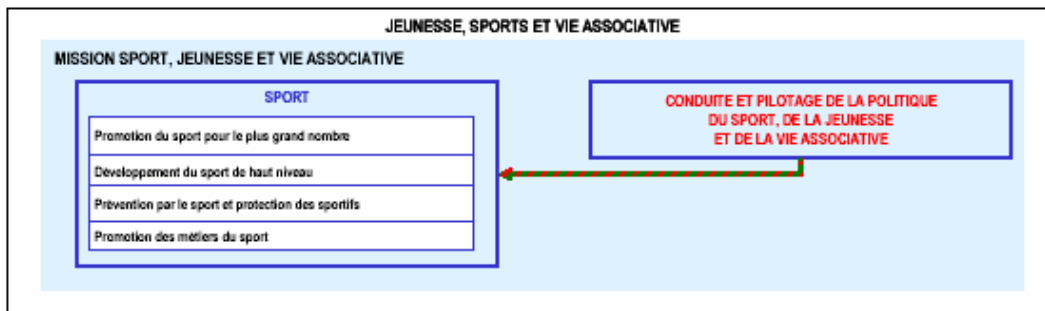 JEUNESSE, SPORTS ET VIE ASSOCIATIVE
MISSION SPORT, JEUNESSE ET VIE ASSOCIATIVE
SPORT
Promotion du sport pour le plus grand nombre
Développement du sport de haut niveau
Prévention par le sport et protection des sportifs
Promotion des métiers du sport
CONDUITE ET PILOTAGE DE LA POLITIQUE
DU SPORT, DE LA JEUNESSE
ET DE LA VIE ASSOCIATIVE